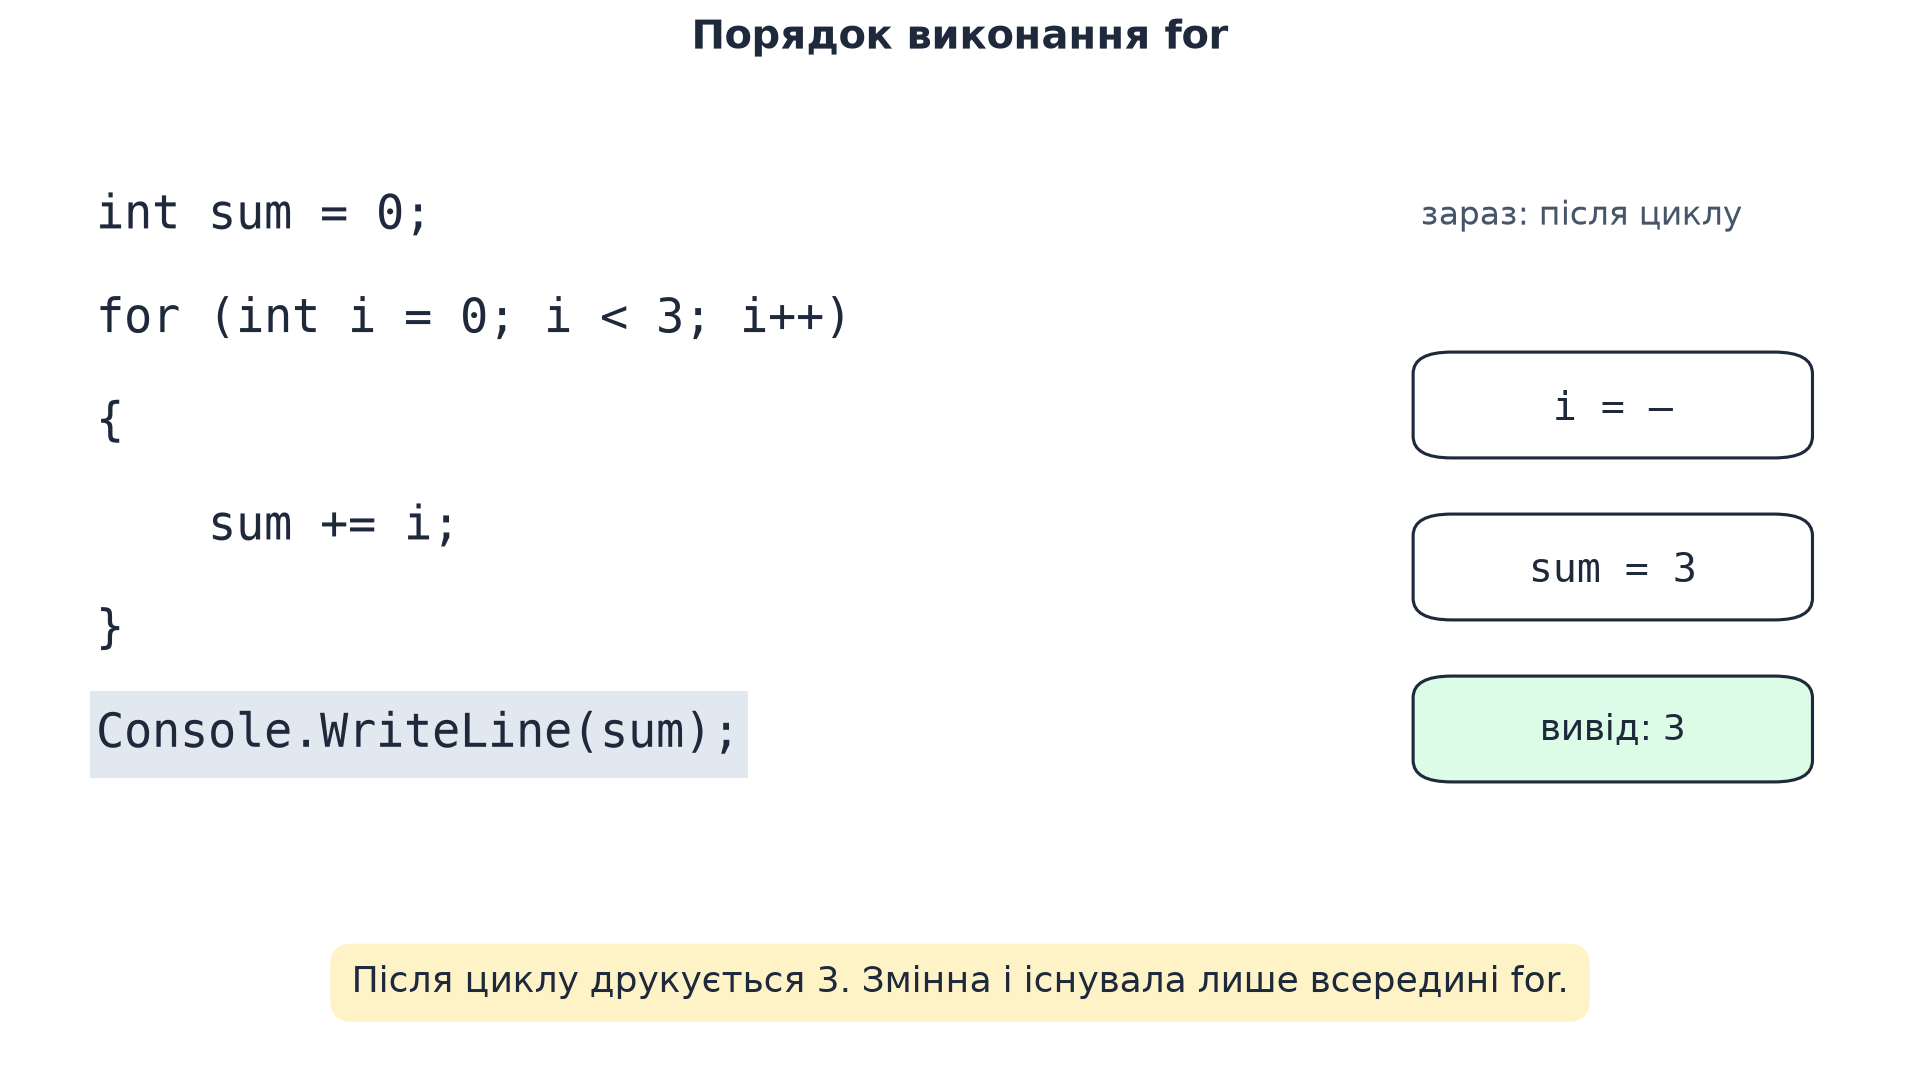 Порядок виконання for
int sum = 0;
зараз: після циклу
for (int i = 0; i < 3; i++)
{
i = —
sum += i;
sum = 3
}
Console.WriteLine(sum);
вивід: 3
Після циклу друкується 3. Змінна i існувала лише всередині for.